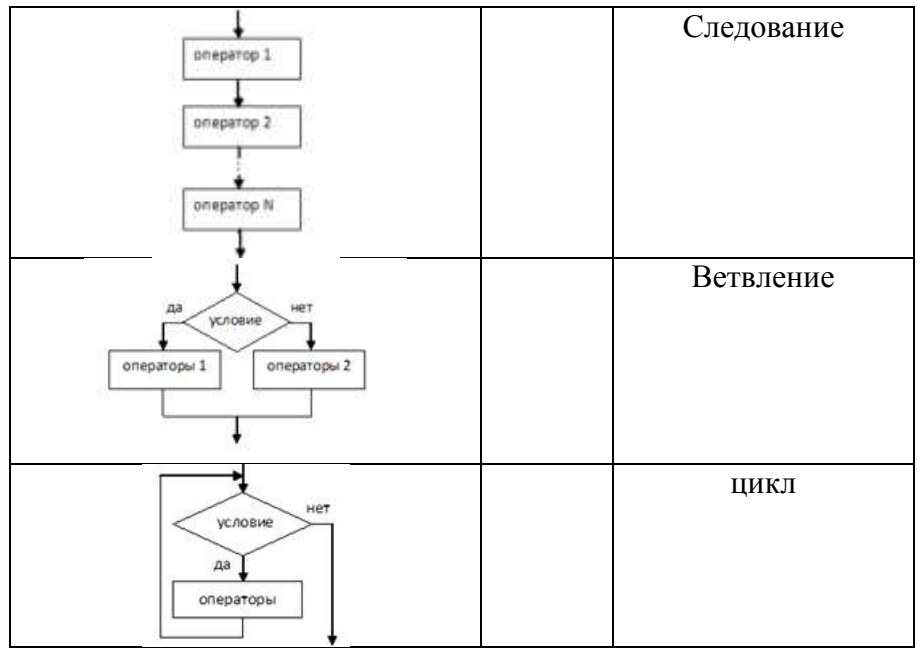 оператор 1
Следование
оператор 2
оператор N
Ветвление
да
нет
условие
операторы 1
операторы 2
цикл
условие
нет
да
операторы